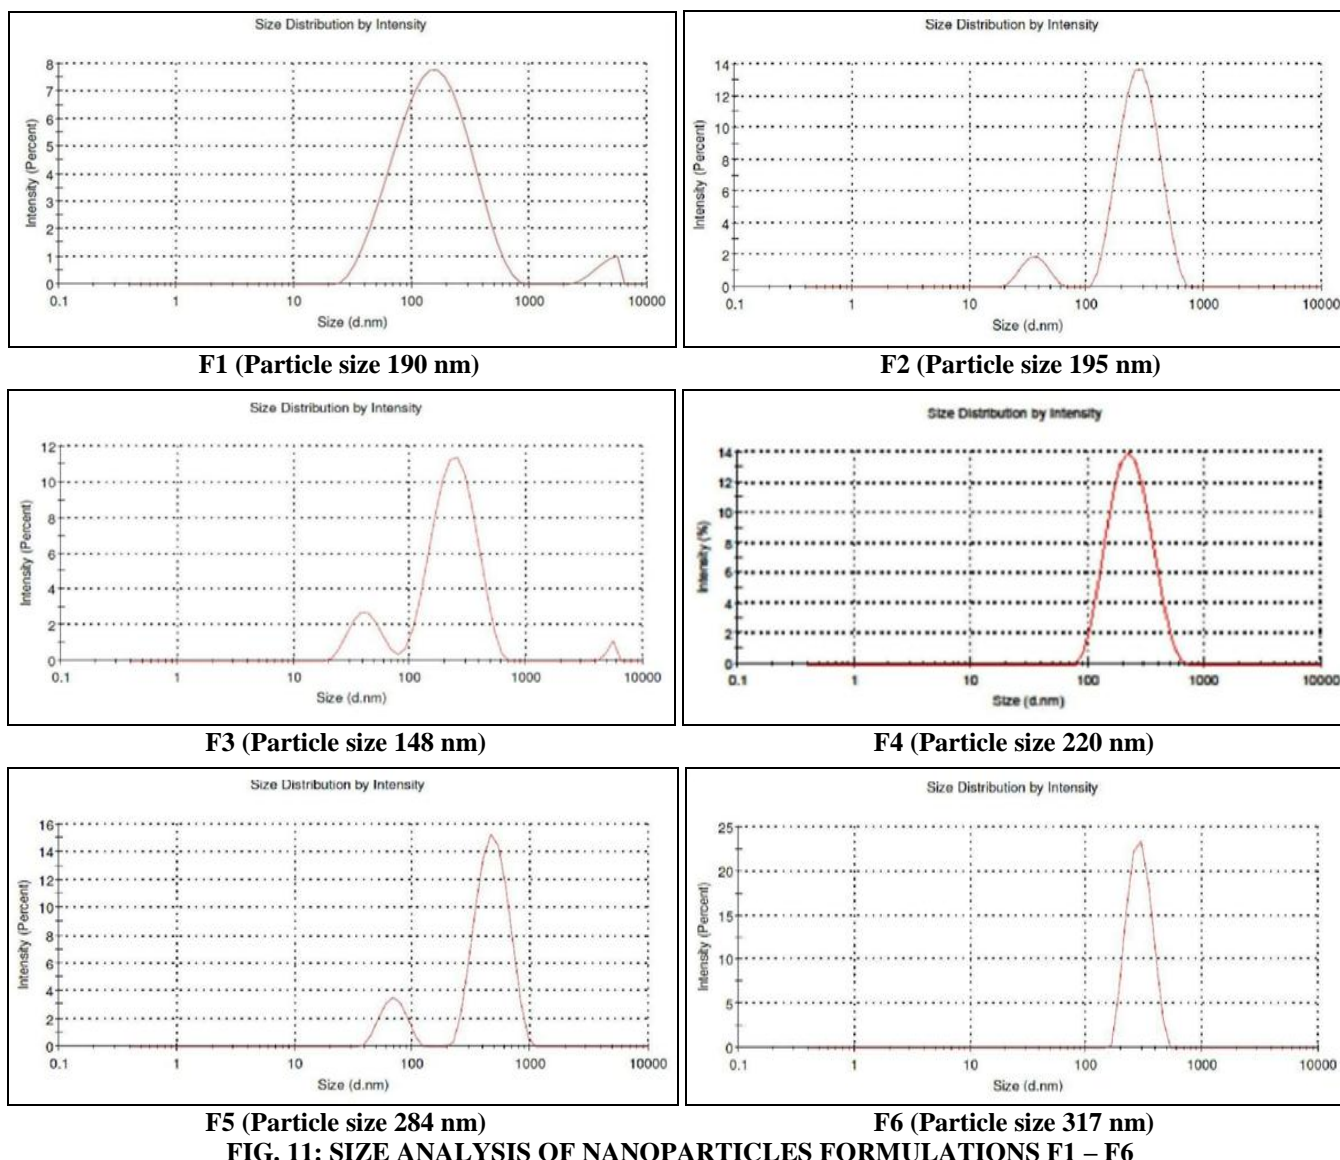 Size Distribution by Intensity
Intensity (Percent)
8
7
6
5
4
3
2
1
0
0.1 1 10 100 1000 10000
Size (d.nm)
F1 (Particle size 190 nm)
Size Distribution by Intensity
Intensity (Percent)
14
12
10
8
6
4
2
0
0.1 1 10 100 1000 10000
Size (d.nm)
F2 (Particle size 195 nm)
Size Distribution by Intensity
Intensity (Percent)
12
10
8
6
4
2
0
0.1 1 10 100 1000 10000
Size (d.nm)
F3 (Particle size 148 nm)
Size Distribution by Intensity
Intensity (%)
14
12
10
8
6
4
2
0
0.1 1 10 100 1000 10000
Size (d.nm)
F4 (Particle size 220 nm)
Size Distribution by Intensity
Intensity (Percent)
16
14
12
10
8
6
4
2
0
0.1 1 10 100 1000 10000
Size (d.nm)
F5 (Particle size 284 nm)
Size Distribution by Intensity
Intensity (Percent)
25
20
15
10
5
0
0.1 1 10 100 1000 10000
Size (d.nm)
F6 (Particle size 317 nm)
FIG. 11: SIZE ANALYSIS OF NANOPARTICLES FORMULATIONS F1 – F6